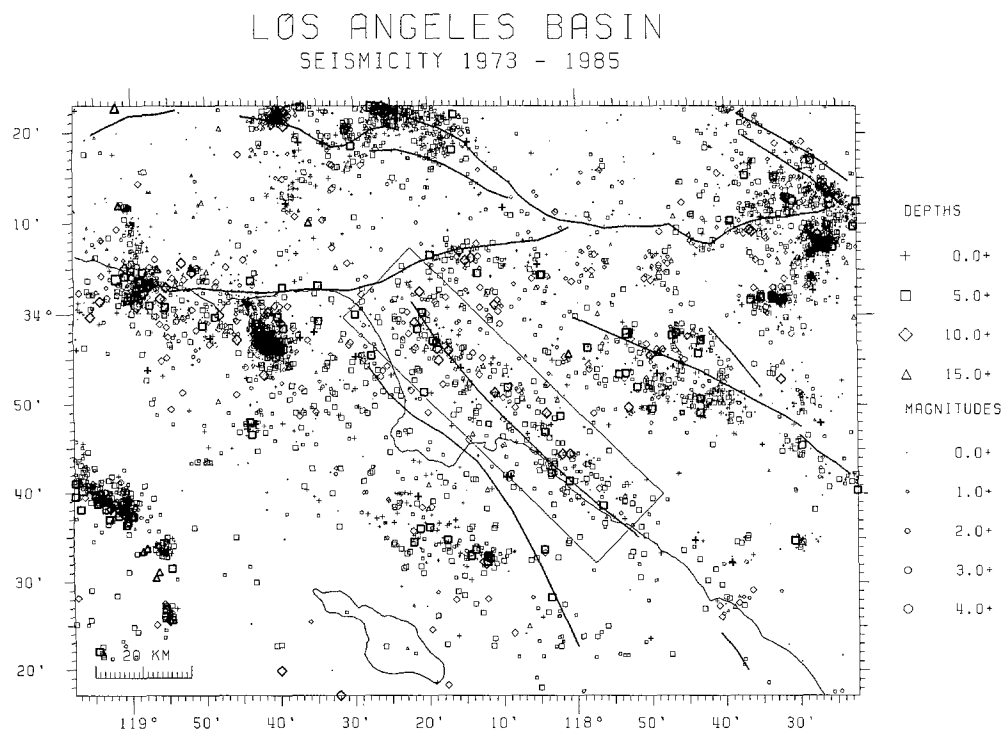 LOS ANGELES BASIN
SEISMICITY 1973 - 1985
20'
10'
34°
50'
40'
30'
20'
20 KM
119° 50' 40' 30' 20' 10' 118° 50' 40' 30'
DEPTHS
0.0+
5.0+
10.0+
15.0+
MAGNITUDES
0.0+
1.0+
2.0+
3.0+
4.0+